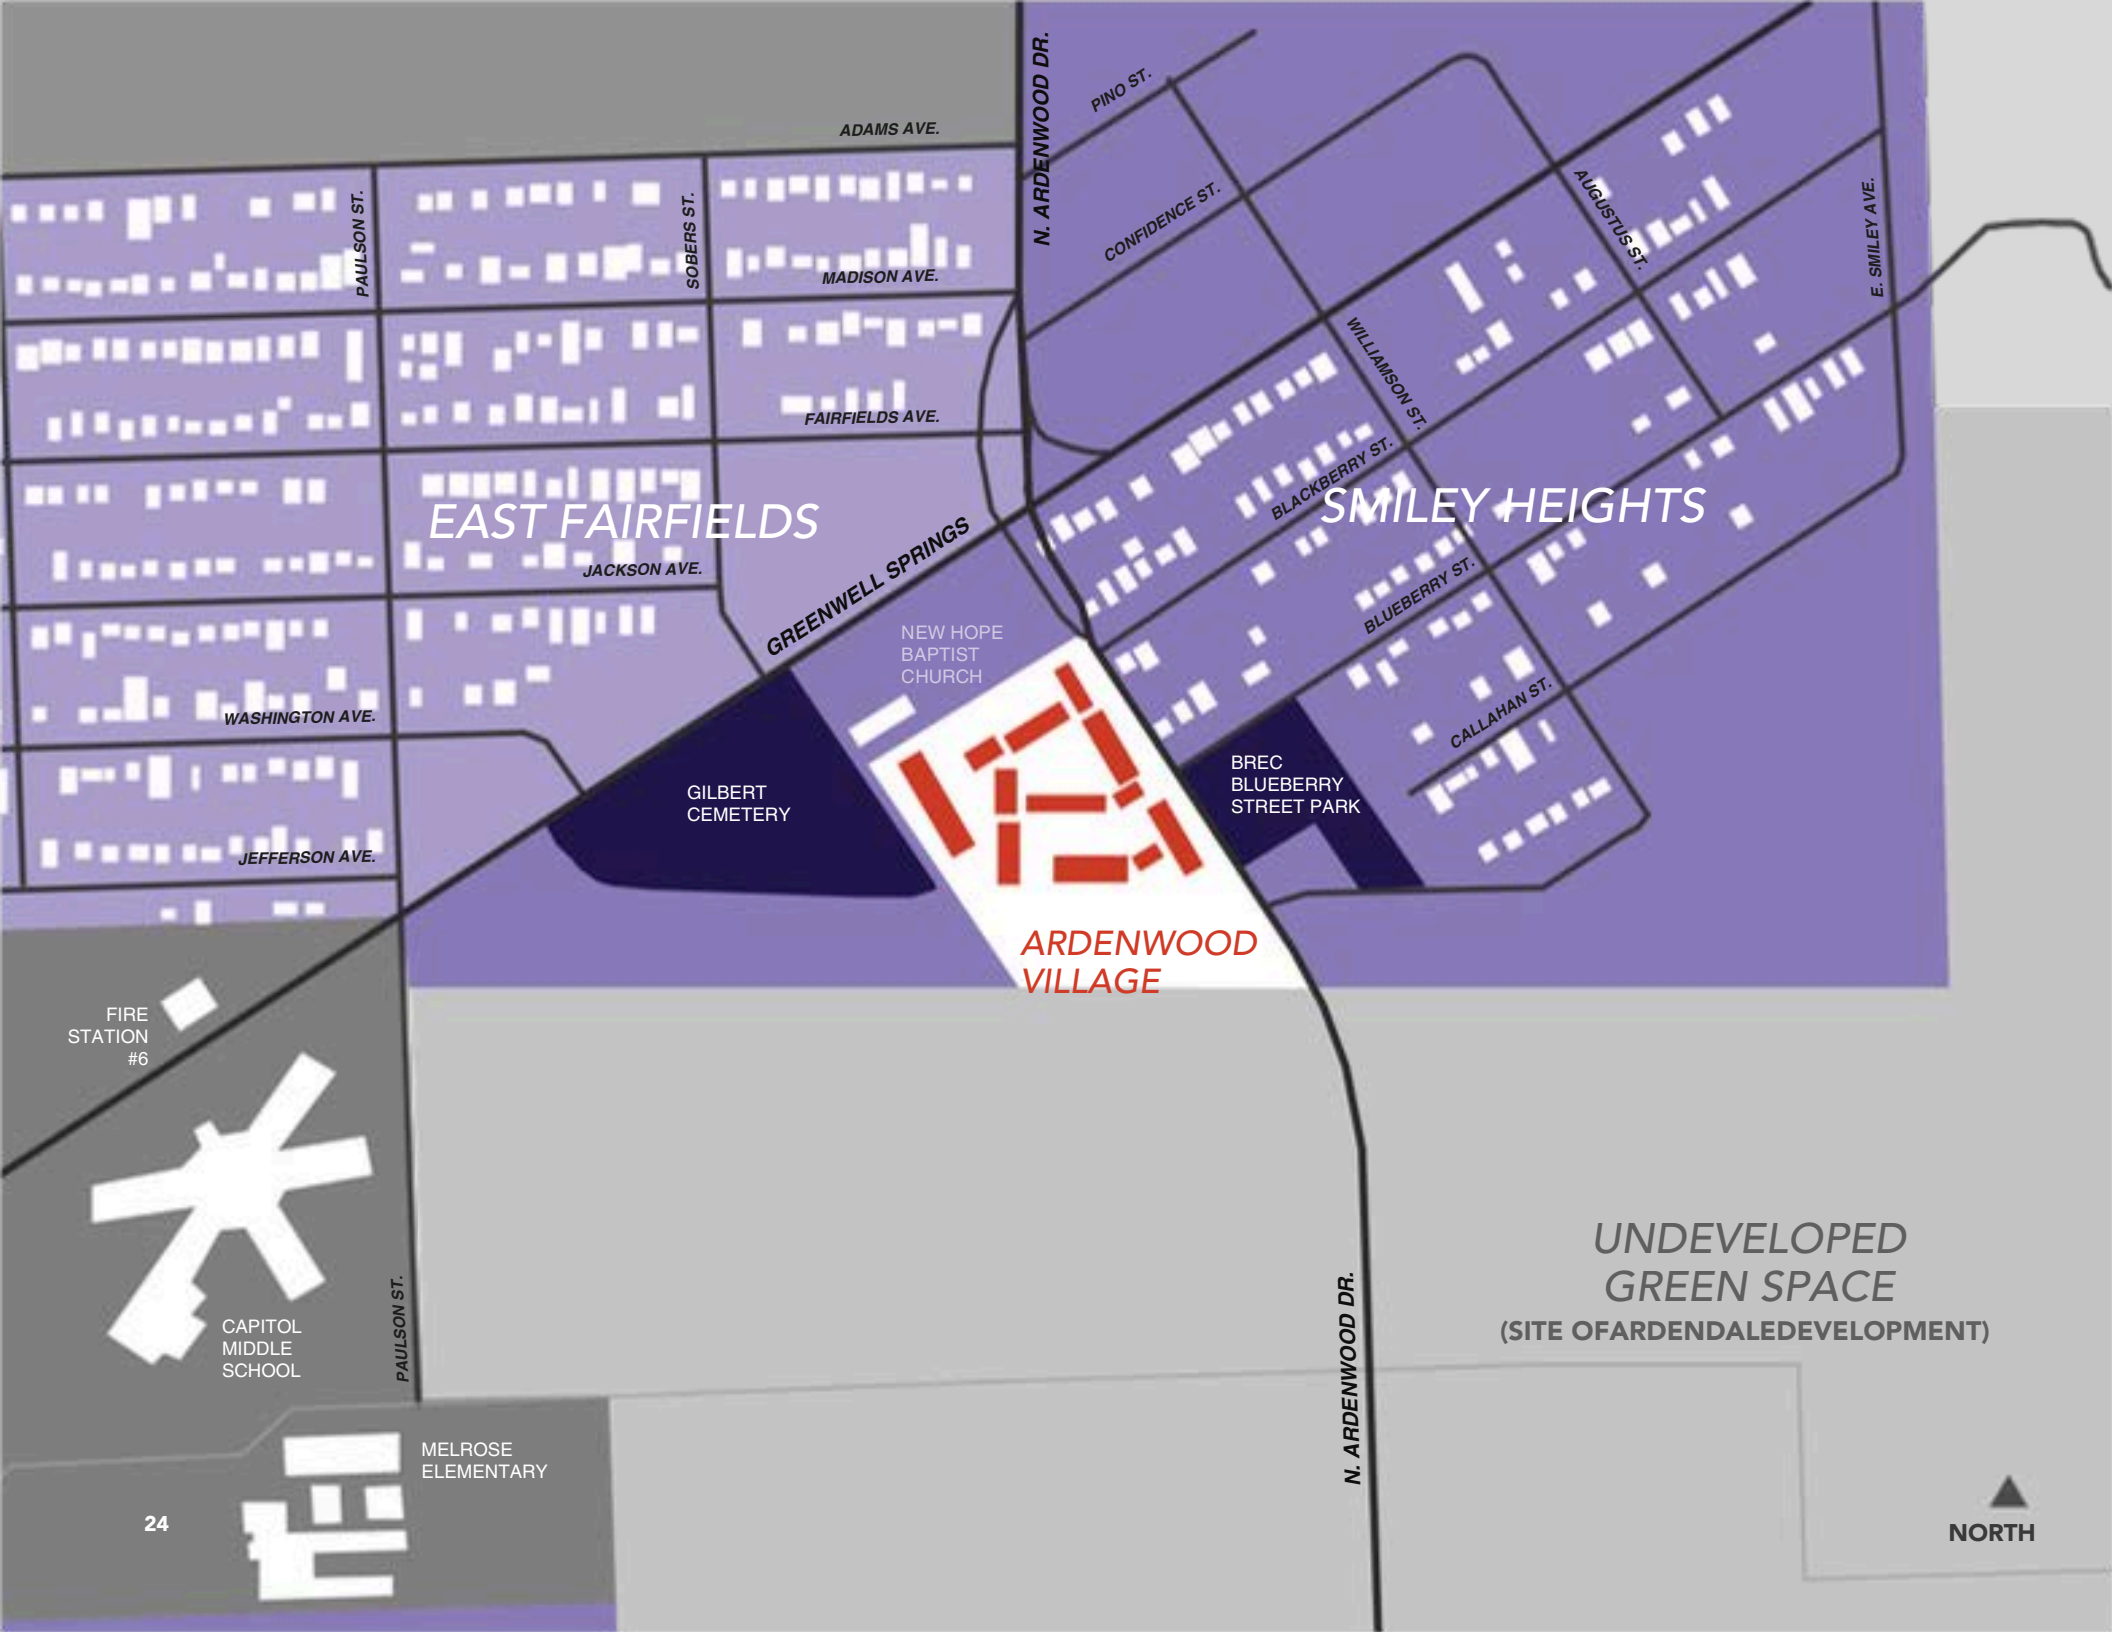 ADAMS AVE.
N. ARDENWOOD DR.
PINO ST.
CONFIDENCE ST.
PAULSON ST.
SOBERS ST.
MADISON AVE.
AUGUSTUS ST.
E. SMILEY AVE.
WILLIAMSON ST.
FAIRFIELDS AVE.
BLACKBERRY ST.
EAST FAIRFIELDS
SMILEY HEIGHTS
JACKSON AVE.
GREENWELL SPRINGS
BLUEBERRY ST.
NEW HOPE
BAPTIST
CHURCH
CALLAHAN ST.
WASHINGTON AVE.
GILBERT
CEMETERY
BREC
BLUEBERRY
STREET PARK
JEFFERSON AVE.
ARDENWOOD
VILLAGE
FIRE
STATION
#6
UNDEVELOPED
GREEN SPACE
(SITE OFARDENDALEDEVELOPMENT)
CAPITOL
MIDDLE
SCHOOL
PAULSON ST.
N. ARDENWOOD DR.
MELROSE
ELEMENTARY
24
NORTH